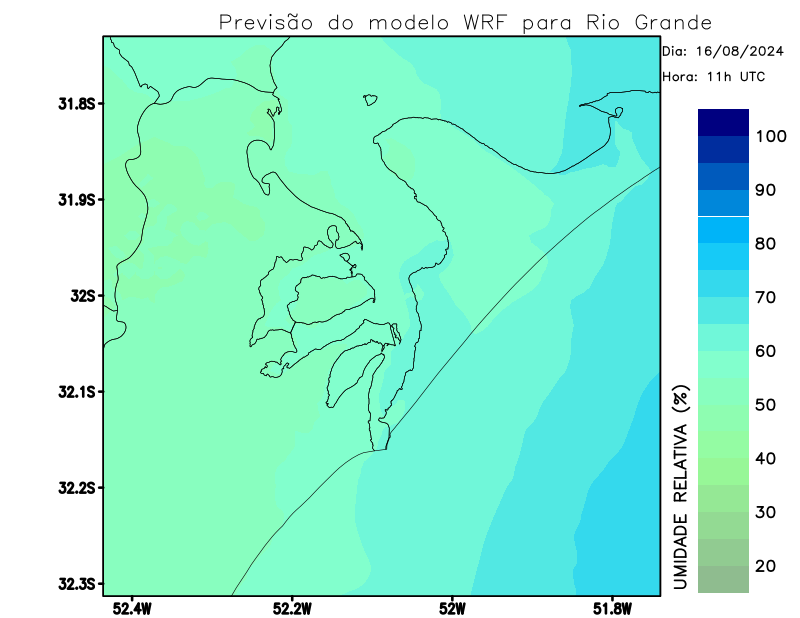 Previsão do modelo WRF para Rio Grande
Dia: 16/08/2024
Hora: 11h UTC
31.8S
31.9S
32S
32.1S
32.2S
32.3S
52.4W
52.2W
52W
51.8W
100
90
80
70
60
50
40
30
20
UMIDADE RELATIVA (%)